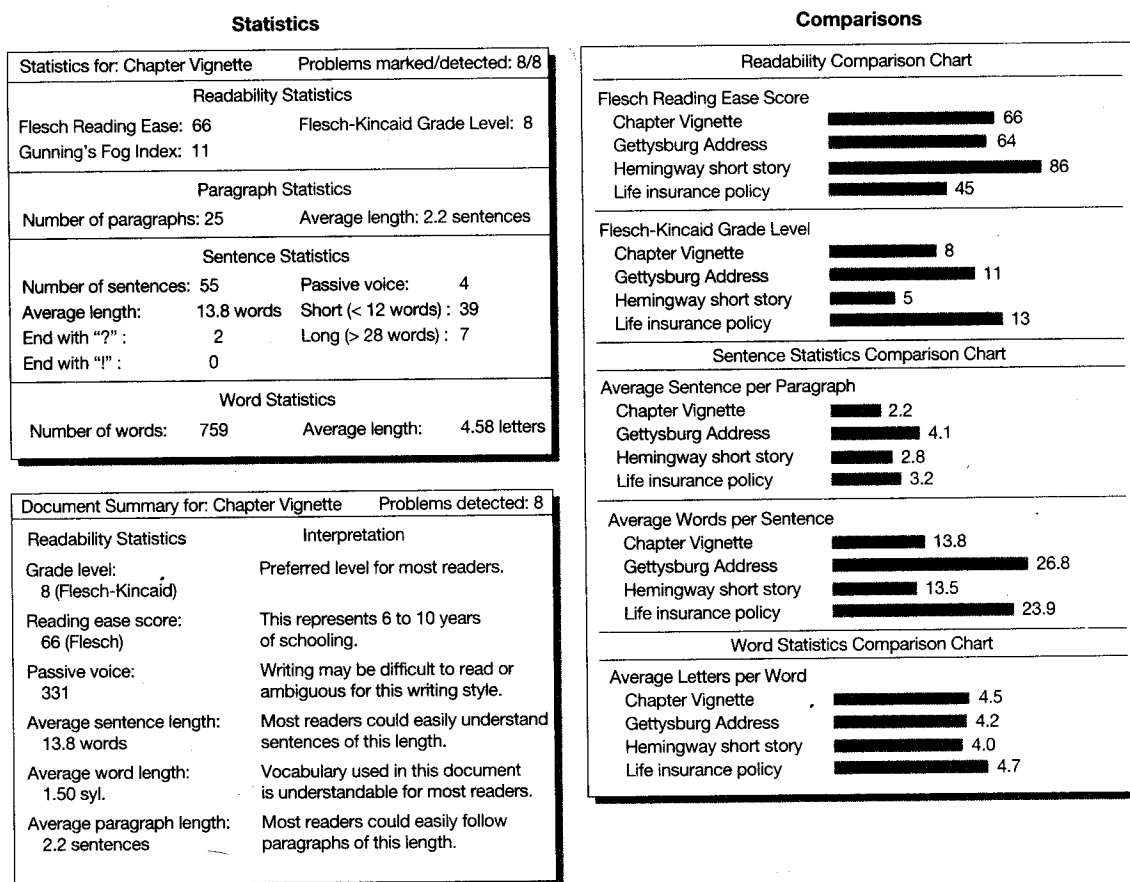 Statistics
Statistics for: Chapter Vignette Problems marked/detected: 8/8
Readability Statistics
Flesch Reading Ease: 66 Flesch-Kincaid Grade Level: 8
Gunning's Fog Index: 11
Paragraph Statistics
Number of paragraphs: 25 Average length: 2.2 sentences
Sentence Statistics
Number of sentences: 55 Passive voice: 4
Average length: 13.8 words Short (< 12 words) : 39
End with "?" : 2 Long (> 28 words) : 7
End with "!" : 0
Word Statistics
Number of words: 759 Average length: 4.58 letters
Document Summary for: Chapter Vignette Problems detected: 8
Readability Statistics Interpretation
Grade level: Preferred level for most readers.
8 (Flesch-Kincaid)
Reading ease score: This represents 6 to 10 years
66 (Flesch) of schooling.
Passive voice: Writing may be difficult to read or
331 ambiguous for this writing style.
Average sentence length: Most readers could easily understand
13.8 words sentences of this length.
Average word length: Vocabulary used in this document
1.50 syl. is understandable for most readers.
Average paragraph length: Most readers could easily follow
2.2 sentences paragraphs of this length.
Comparisons
Readability Comparison Chart
Flesch Reading Ease Score
Chapter Vignette 66
Gettysburg Address 64
Hemingway short story 86
Life insurance policy 45
Flesch-Kincaid Grade Level
Chapter Vignette 8
Gettysburg Address 11
Hemingway short story 5
Life insurance policy 13
Sentence Statistics Comparison Chart
Average Sentence per Paragraph
Chapter Vignette 2.2
Gettysburg Address 4.1
Hemingway short story 2.8
Life insurance policy 3.2
Average Words per Sentence
Chapter Vignette 13.8
Gettysburg Address 26.8
Hemingway short story 13.5
Life insurance policy 23.9
Word Statistics Comparison Chart
Average Letters per Word
Chapter Vignette 4.5
Gettysburg Address 4.2
Hemingway short story 4.0
Life insurance policy 4.7